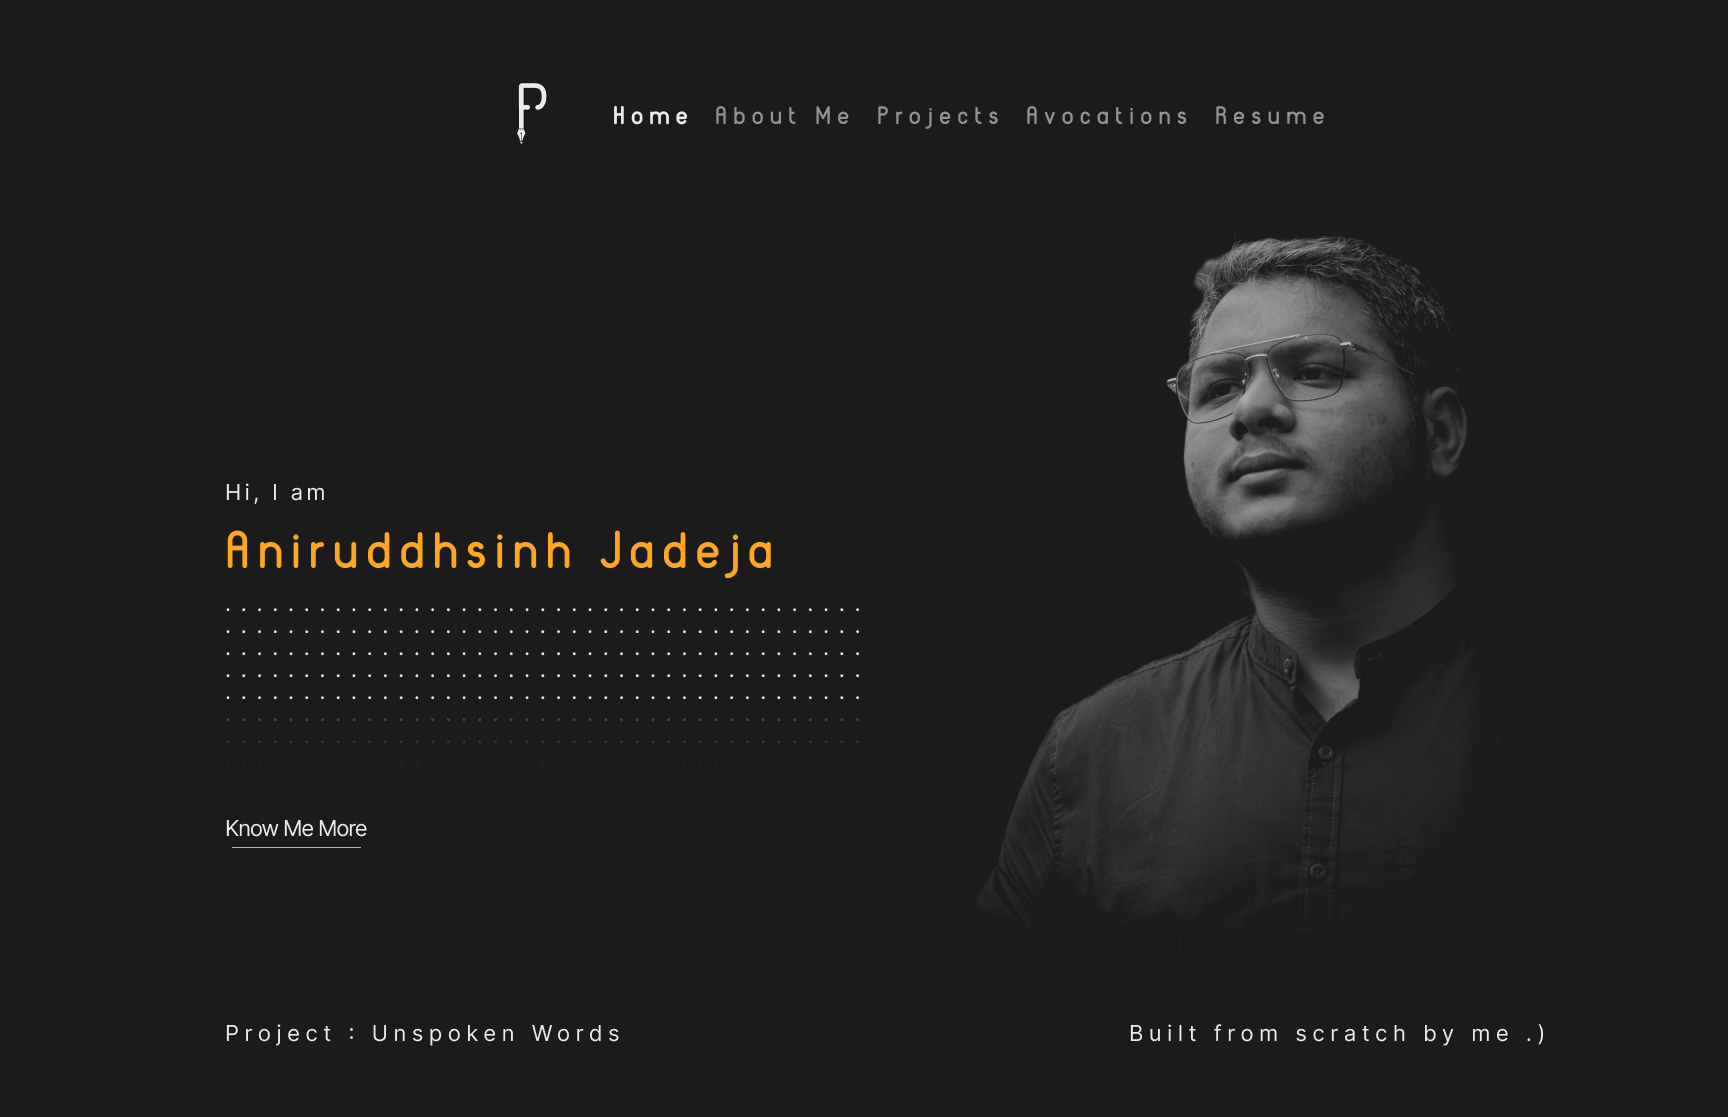 P
Home About Me Projects Avocations Resume
Hi, I am
Aniruddhsinh Jadeja
Know Me More
Project : Unspoken Words
Built from scratch by me .)